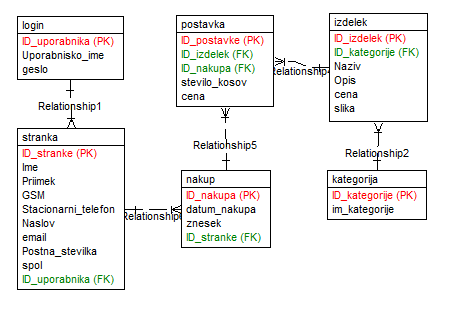 login
ID_uporabnika (PK)
Uporabnisko_ime
geslo
Relationship1
stranka
ID_stranke (PK)
Ime
Priimek
GSM
Stacionarni_telefon
Naslov
email
Postna_stevilka
spol
ID_uporabnika (FK)
postavka
ID_postavke (PK)
ID_izdelek (FK)
ID_nakupa (FK)
stevilo_kosov
cena
Relationship5
nakup
ID_nakupa (PK)
datum_nakupa
znesek
ID_stranke (FK)
izdelek
ID_izdelek (PK)
ID_kategorije (FK)
Naziv
Opis
cena
slika
Relationship2
kategorija
ID_kategorije (PK)
im_kategorije